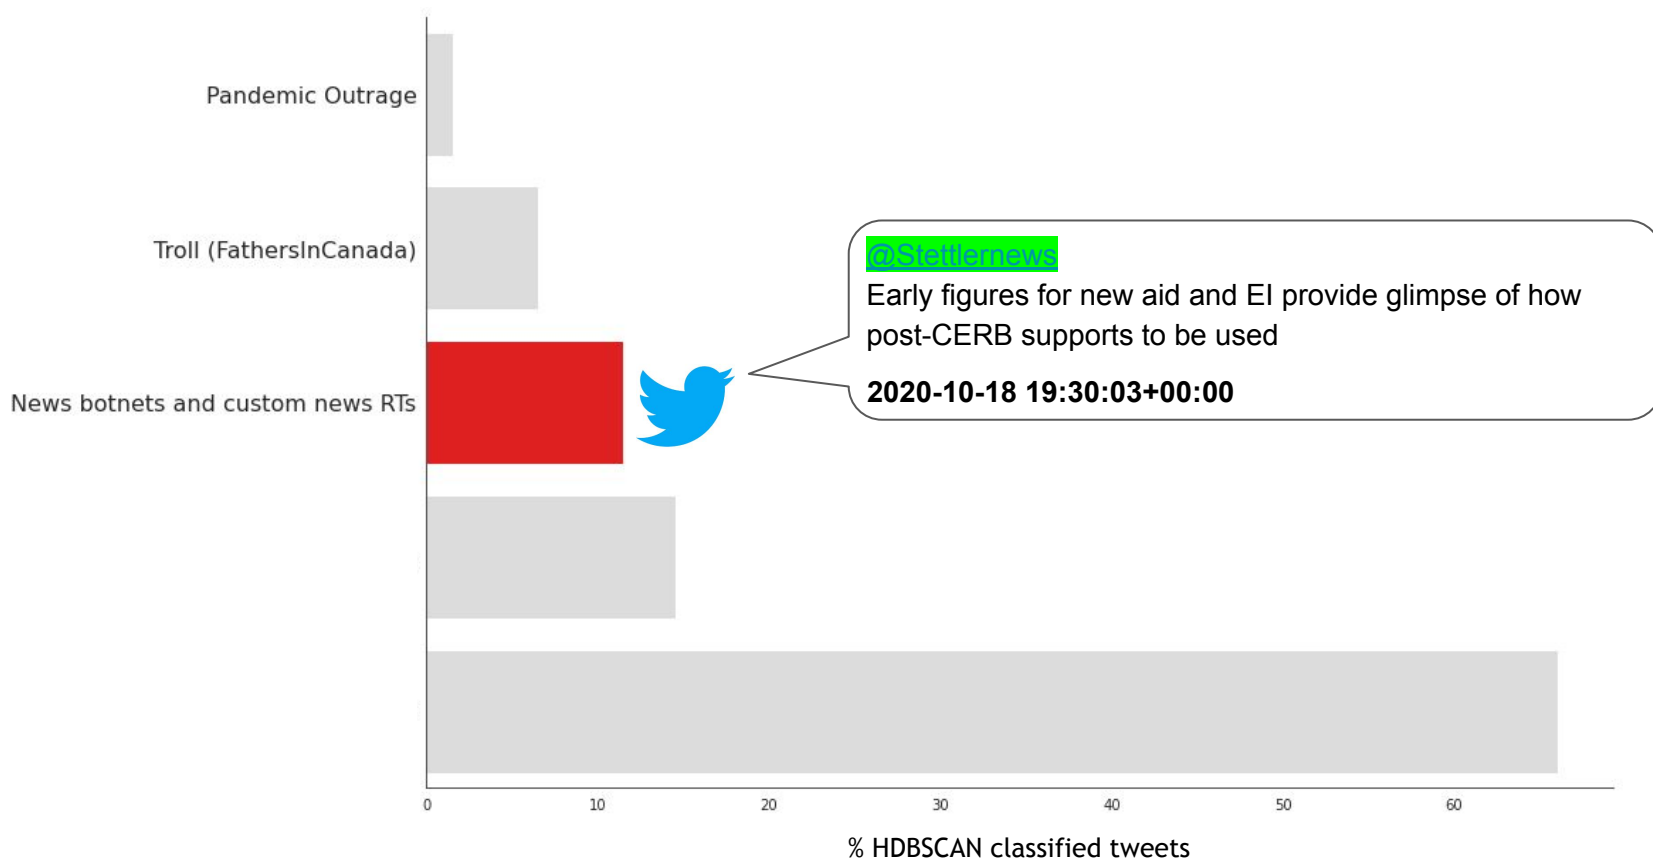 Pandemic Outrage
Troll (FathersInCanada)
News botnets and custom news RTs
@Stettlernews
Early figures for new aid and EI provide glimpse of how
post-CERB supports to be used
2020-10-18 19:30:03+00:00
0 10 20 30 40 50 60
% HDBSCAN classified tweets